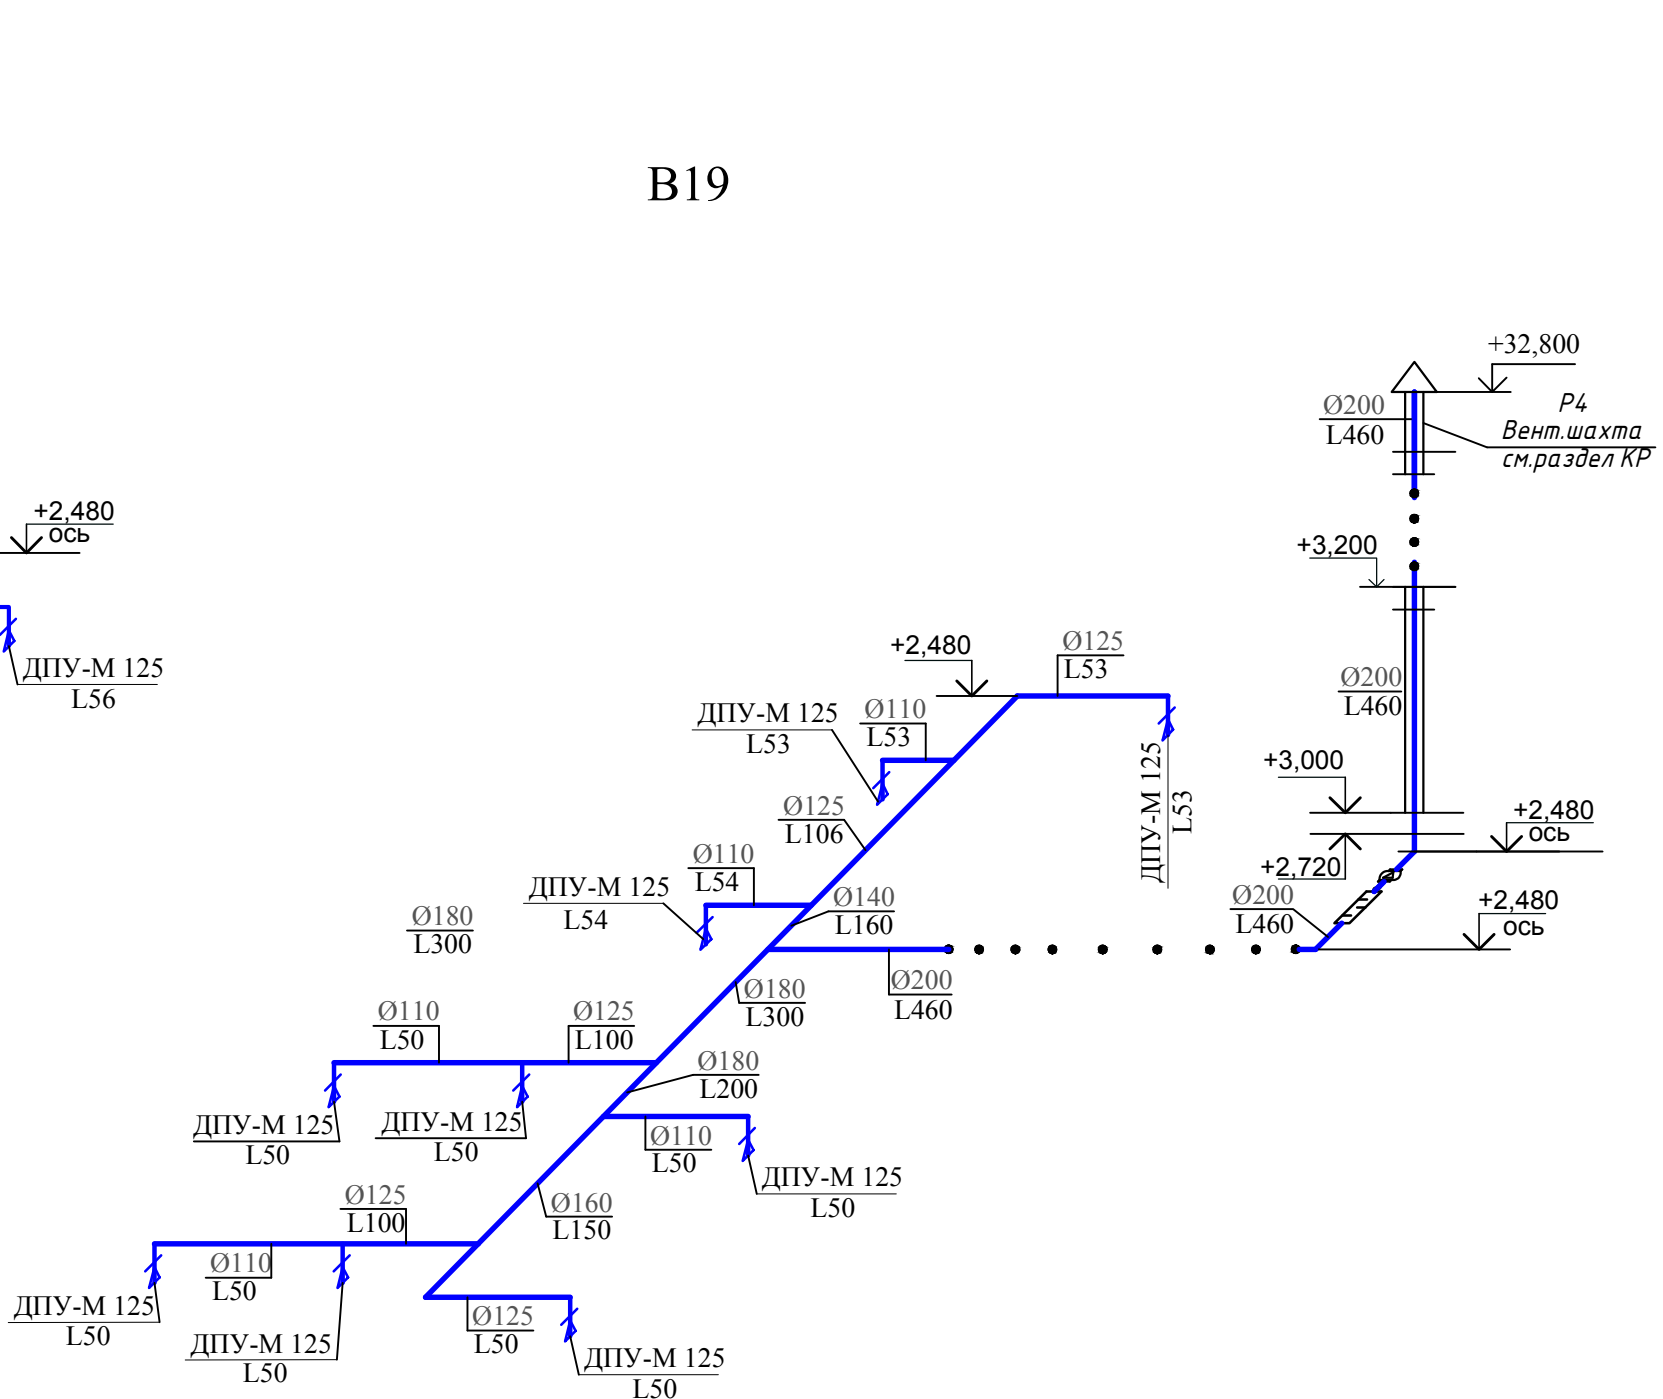 В19
+32,800
Ø200
L460
Р4
Вент.шахта
см.раздел КР
+2,480
ось
+3,200
ДПУ-М 125
L56
+2,480
Ø125
L53
Ø200
L460
ДПУ-М 125
L53
Ø110
L53
ДПУ-М 125
L53
+3,000
Ø125
L106
+2,480
ось
+2,720
Ø110
L54
ДПУ-М 125
L54
Ø140
L160
Ø200
L460
+2,480
ось
Ø180
L300
Ø180
L300
Ø200
L460
Ø110
L50
Ø125
L100
Ø180
L200
ДПУ-М 125
L50
ДПУ-М 125
L50
Ø110
L50
ДПУ-М 125
L50
Ø125
L100
Ø160
L150
Ø110
L50
ДПУ-М 125
L50
ДПУ-М 125
L50
Ø125
L50
ДПУ-М 125
L50